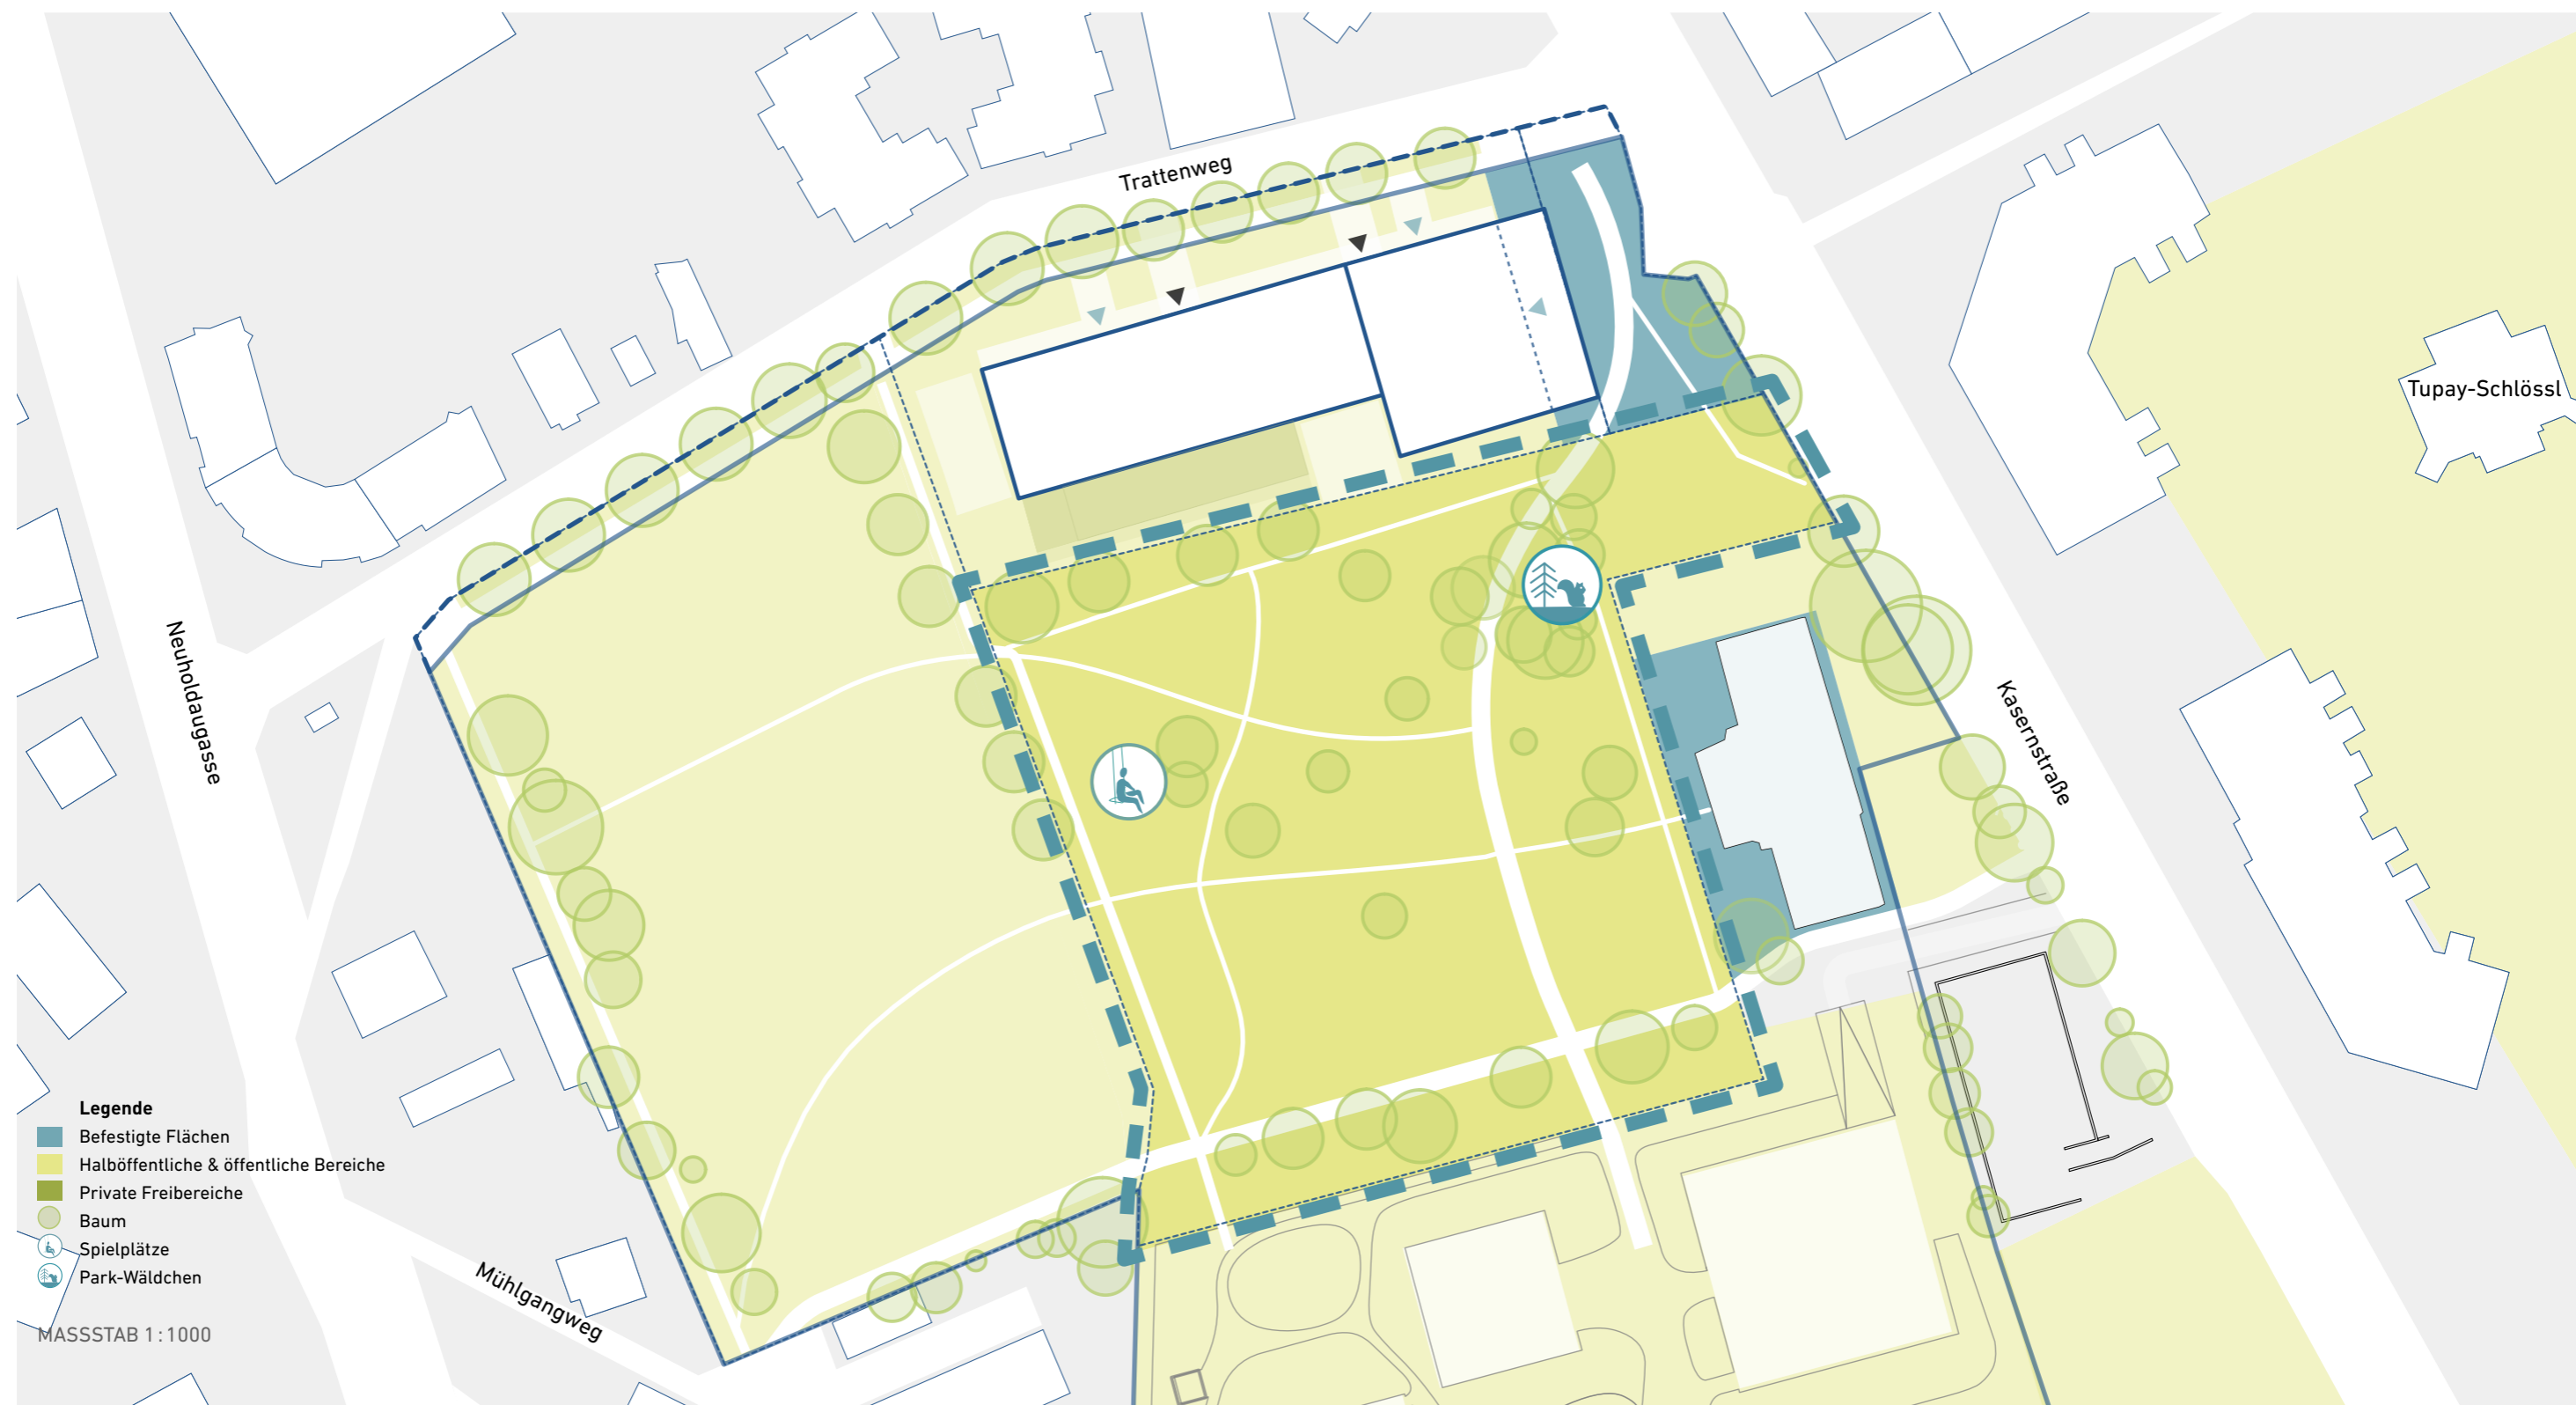 Trattenweg
Tupay-Schlössl
Neuholdaugasse
Kasernstraße
Legende
Befestigte Flächen
Halböffentliche & öffentliche Bereiche
Private Freibereiche
Baum
Spielplätze
Park-Wäldchen
Mühlgangweg
MASSSTAB 1:1000